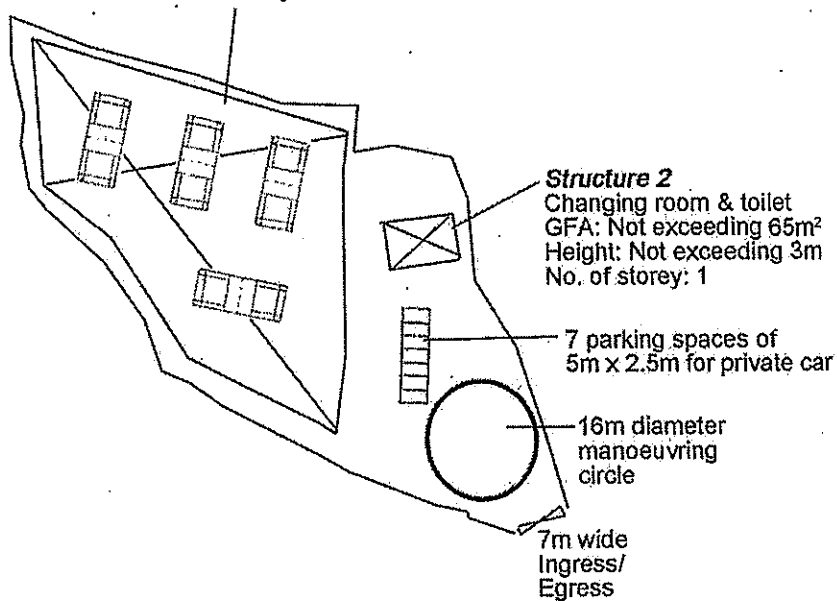 Structure 2
Changing room & toilet
GFA: Not exceeding 65m²
Height: Not exceeding 3m
No. of storey: 1
7 parking spaces of
5m x 2.5m for private car
16m diameter
manoeuvring
circle
7m wide
Ingress/
Egress